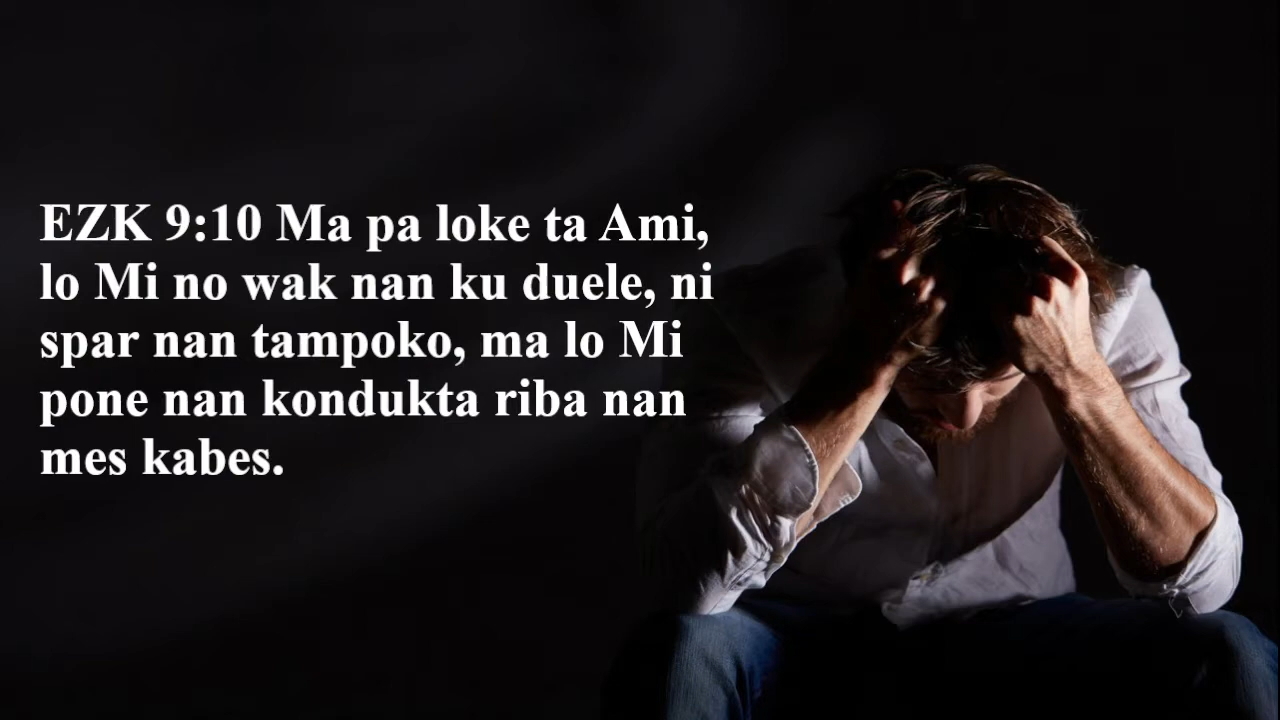 EZK 9:10 Ma pa loke ta Ami,
lo Mi no wak nan ku duele, ni
spar nan tampoko, ma lo Mi
pone nan kondukta riba nan
mes kabes.